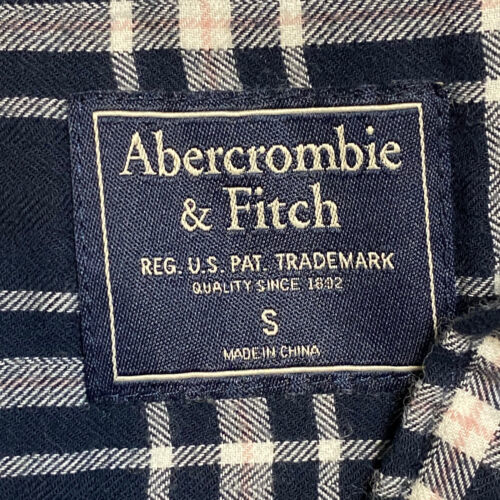 Abercrombie
& Fitch
REG. U.S. PAT. TRADEMARK
QUALITY SINCE 1892
S
MADE IN CHINA